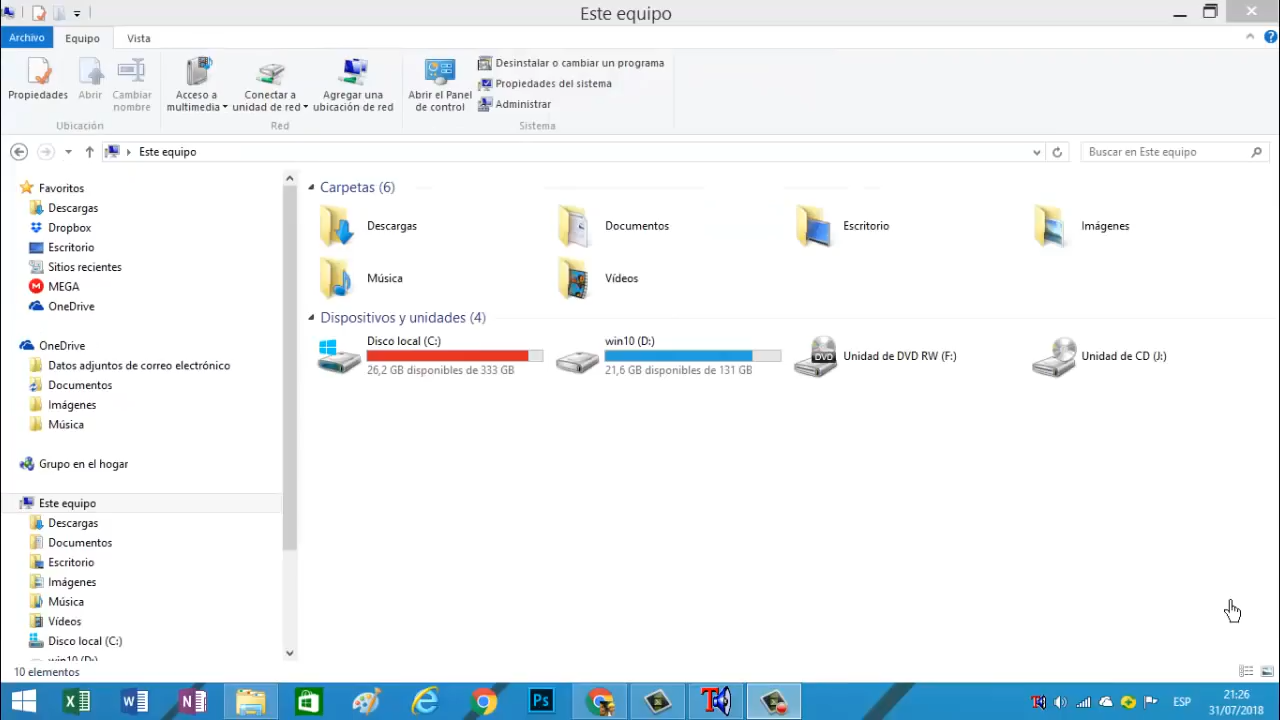 Este equipo
Archivo
Equipo
Vista
Propiedades
Abrir
Cambiar
nombre
Ubicación
Acceso a
multimedia
Conectar a
unidad de red
Agregar una
ubicación de red
Red
Abrir el Panel
de control
Desinstalar o cambiar un programa
Propiedades del sistema
Administrar
Sistema
Este equipo
Buscar en Este equipo
Favoritos
Descargas
Dropbox
Escritorio
Sitios recientes
M MEGA
OneDrive
OneDrive
Datos adjuntos de correo electrónico
Documentos
Imágenes
Música
Grupo en el hogar
Este equipo
Descargas
Documentos
Escritorio
Imágenes
Música
Vídeos
Disco local (C:)
win10 (D:)
Carpetas (6)
Descargas
Documentos
Escritorio
Imágenes
Música
Vídeos
Dispositivos y unidades (4)
Disco local (C:)
26,2 GB disponibles de 333 GB
win10 (D:)
21,6 GB disponibles de 131 GB
DVD
Unidad de DVD RW (F:)
Unidad de CD (J:)
10 elementos
Ps
ESP
21:26
31/07/2018